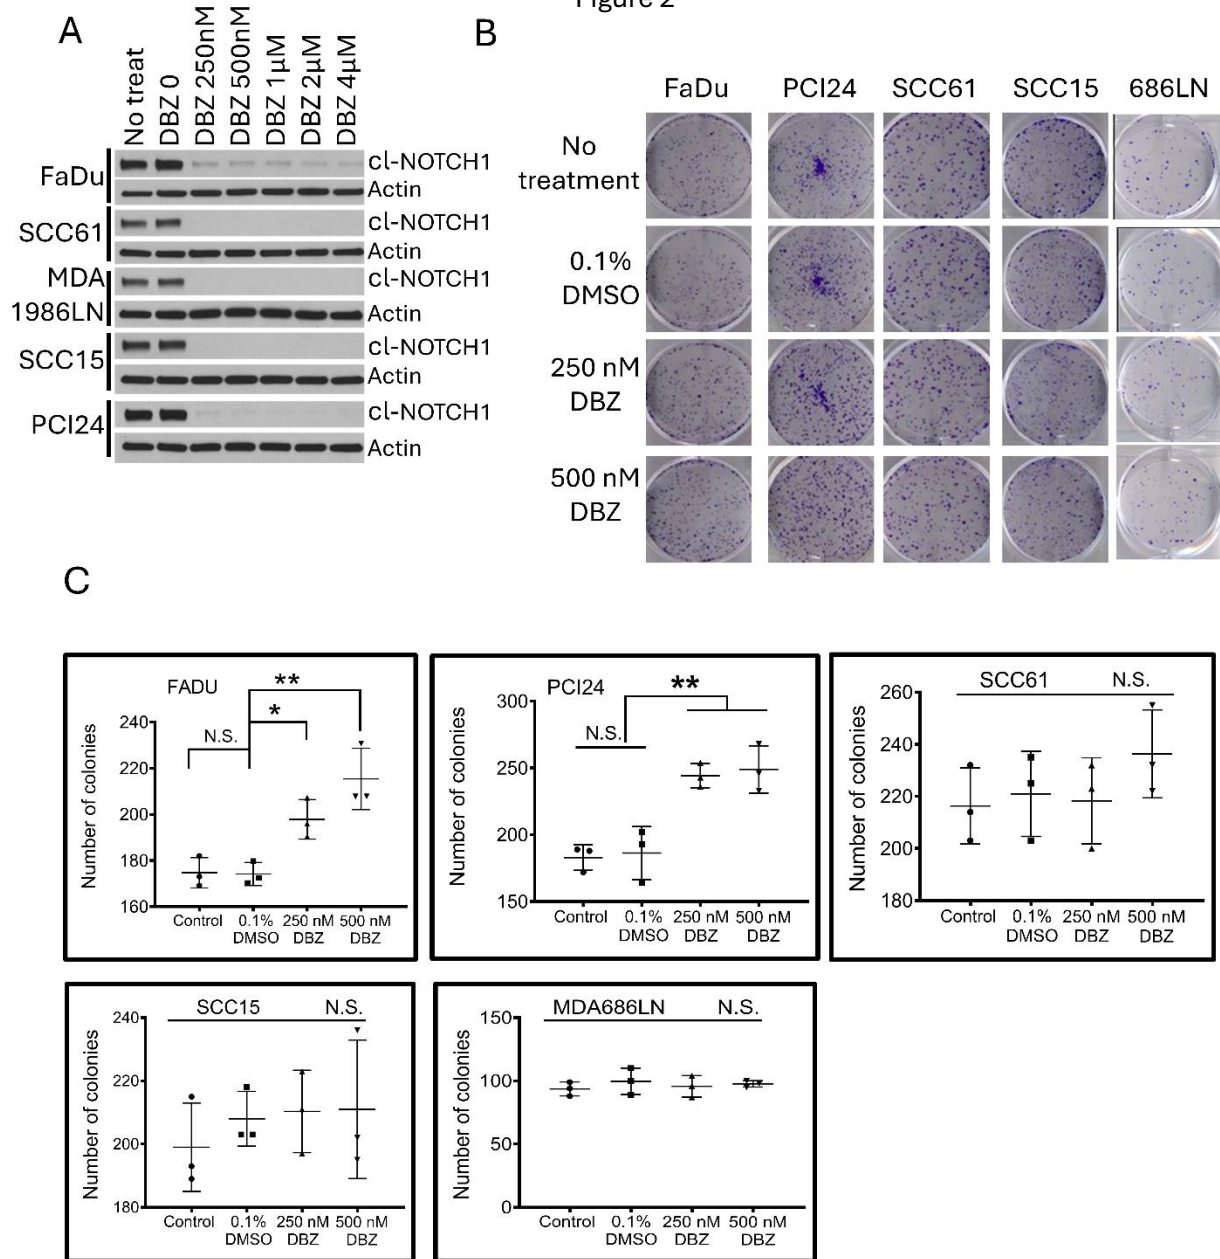 Figure 2
A
No treat
DBZ 0
DBZ 250nM
DBZ 500nM
DBZ 1µM
DBZ 2µM
DBZ 4µM
FaDu
cl-NOTCH1
Actin
SCC61
cl-NOTCH1
Actin
MDA
1986LN
cl-NOTCH1
Actin
SCC15
cl-NOTCH1
Actin
PCI24
cl-NOTCH1
Actin
B
FaDu PCI24 SCC61 SCC15 686LN
No
treatment
0.1%
DMSO
250 nM
DBZ
500 nM
DBZ
C
FADU
**
*
N.S.
Number of colonies
240
220
200
180
160
Control 0.1% 250 nM 500 nM
DMSO DBZ DBZ
PCI24
**
N.S.
Number of colonies
300
250
200
150
Control 0.1% 250 nM 500 nM
DMSO DBZ DBZ
SCC61 N.S.
Number of colonies
260
240
220
200
180
Control 0.1% 250 nM 500 nM
DMSO DBZ DBZ
SCC15 N.S.
Number of colonies
240
220
200
180
Control 0.1% 250 nM 500 nM
DMSO DBZ DBZ
MDA686LN N.S.
Number of colonies
150
100
50
0
Control 0.1% 250 nM 500 nM
DMSO DBZ DBZ